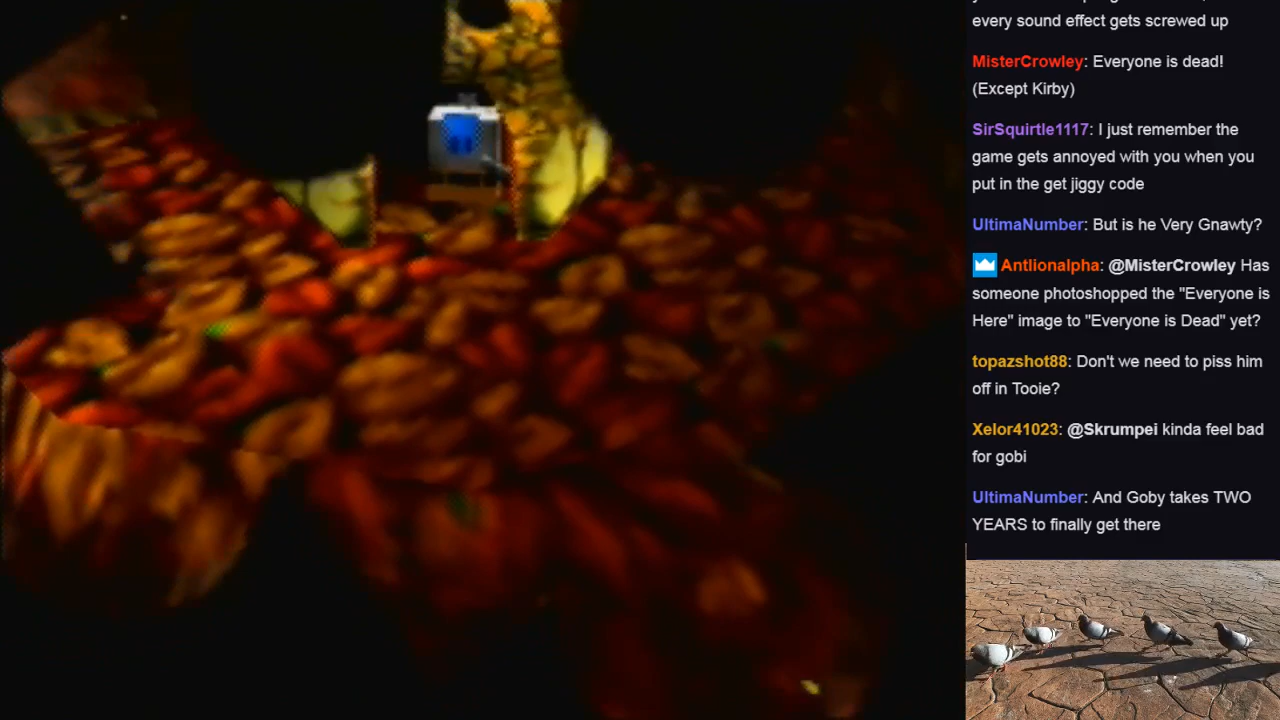 every sound effect gets screwed up
MisterCrowley: Everyone is dead!
(Except Kirby)
SirSquirtle1117: I just remember the
game gets annoyed with you when you
put in the get jiggy code
UltimaNumber: But is he Very Gnawty?
Antlionalpha: @MisterCrowley Has
someone photoshopped the "Everyone is
Here" image to "Everyone is Dead" yet?
topazshot88: Don't we need to piss him
off in Tooie?
Xelor41023: @Skrumpei kinda feel bad
for gobi
UltimaNumber: And Goby takes TWO
YEARS to finally get there